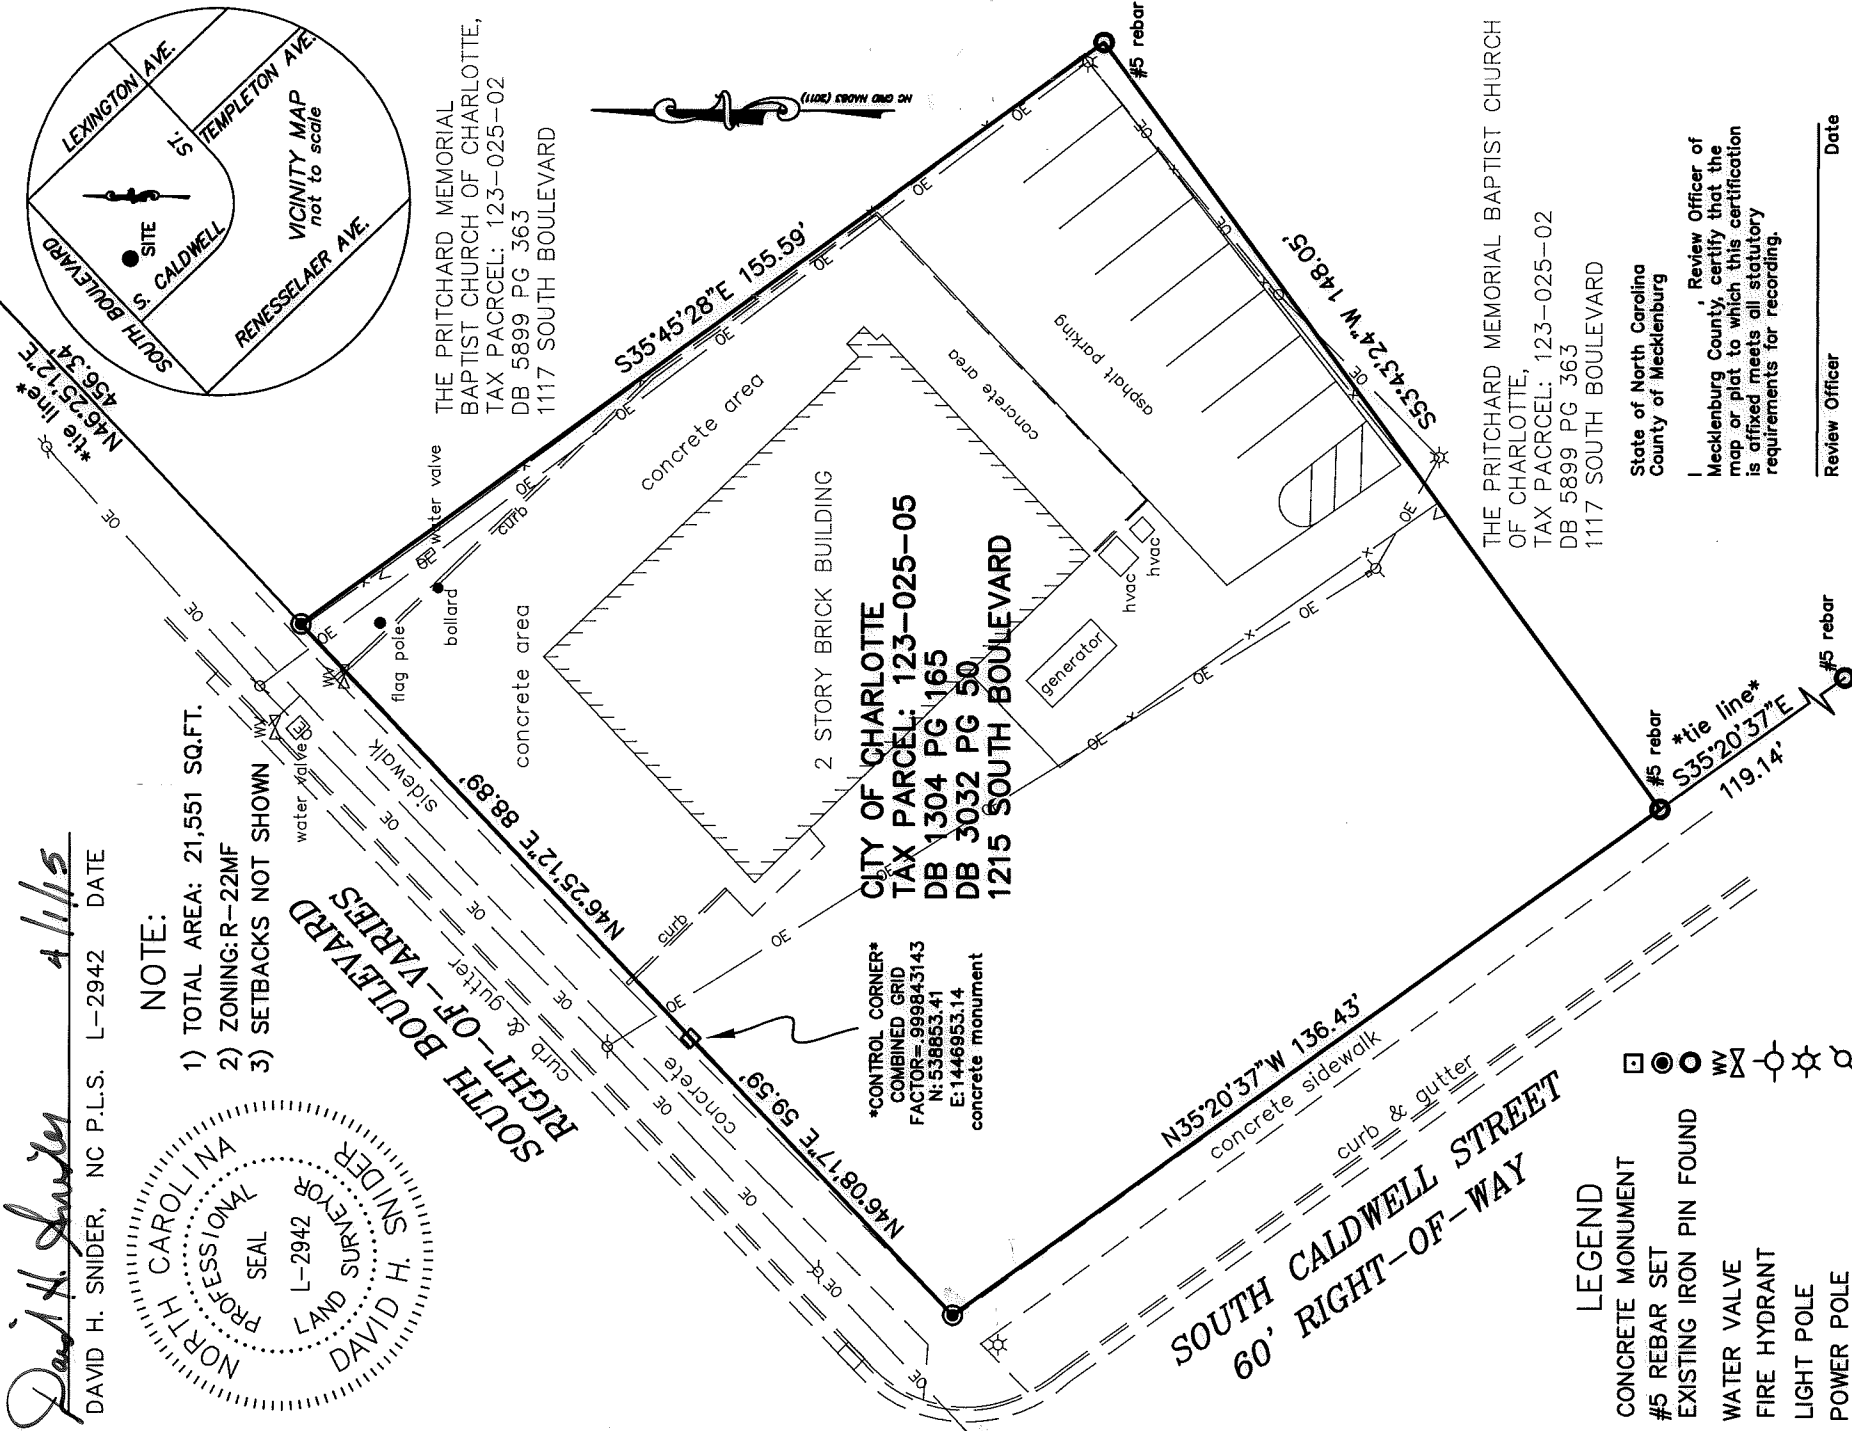 David H. Snider 4/1/15
DAVID H. SNIDER, NC P.L.S. L-2942 DATE
NORTH CAROLINA
PROFESSIONAL
SEAL
L-2942
LAND SURVEYOR
DAVID H. SNIDER
NOTE:
1) TOTAL AREA: 21,551 SQ.FT.
2) ZONING: R-22MF
3) SETBACKS NOT SHOWN
LEXINGTON AVE.
TEMPLETON AVE.
ST.
SOUTH BOULEVARD
SITE
S. CALDWELL
RENESSELAER AVE.
VICINITY MAP
not to scale
*tie line*
N46°25'12"E
456.34'
THE PRITCHARD MEMORIAL
BAPTIST CHURCH OF CHARLOTTE,
TAX PACRCEL: 123-025-02
DB 5899 PG 363
1117 SOUTH BOULEVARD
NC GRID NAD83 (2011)
#5 rebar
S35°45'28"E 155.59'
S53°43'24"W 148.05'
N46°25'12"E 88.89'
N46°08'17"E 59.59'
N35°20'37"W 136.43'
SOUTH BOULEVARD
RIGHT-OF-VARIES
curb & gutter
concrete
sidewalk
water valve
WV
WV
water valve
flag pole
bollard
curb
curb
concrete area
concrete area
concrete area
asphalt parking
2 STORY BRICK BUILDING
hvac
hvac
generator
OE
CITY OF CHARLOTTE
TAX PARCEL: 123-025-05
DB 1304 PG 165
DB 3032 PG 50
1215 SOUTH BOULEVARD
*CONTROL CORNER*
COMBINED GRID
FACTOR=.999843143
N:538853.41
E:1446953.14
concrete monument
THE PRITCHARD MEMORIAL BAPTIST CHURCH
OF CHARLOTTE,
TAX PACRCEL: 123-025-02
DB 5899 PG 363
1117 SOUTH BOULEVARD
State of North Carolina
County of Mecklenburg
I , Review Officer of
Mecklenburg County, certify that the
map or plat to which this certification
is affixed meets all statutory
requirements for recording.
Review Officer Date
#5 rebar
*tie line*
S35°20'37"E
119.14'
#5 rebar
concrete sidewalk
curb & gutter
SOUTH CALDWELL STREET
60' RIGHT-OF-WAY
LEGEND
CONCRETE MONUMENT
#5 REBAR SET
EXISTING IRON PIN FOUND
WATER VALVE WV
FIRE HYDRANT
LIGHT POLE
POWER POLE